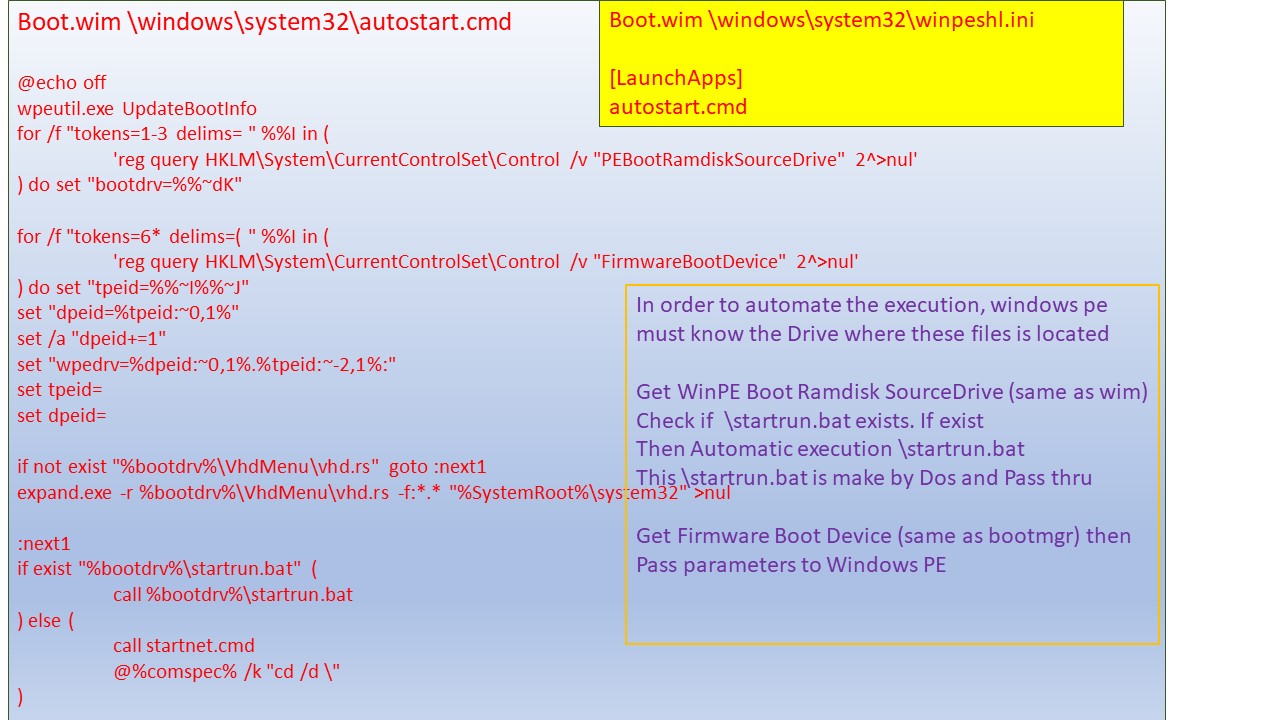 Boot.wim \windows\system32\autostart.cmd
@echo off
wpeutil.exe UpdateBootInfo
for /f "tokens=1-3 delims= " %%I in (
'reg query HKLM\System\CurrentControlSet\Control /v "PEBootRamdiskSourceDrive" 2^>nul'
) do set "bootdrv=%%~dK"
for /f "tokens=6* delims=( " %%I in (
'reg query HKLM\System\CurrentControlSet\Control /v "FirmwareBootDevice" 2^>nul'
) do set "tpeid=%%~I%%~J"
set "dpeid=%tpeid:~0,1%"
set /a "dpeid+=1"
set "wpedrv=%dpeid:~0,1%.%tpeid:~-2,1%:"
set tpeid=
set dpeid=
if not exist "%bootdrv%\VhdMenu\vhd.rs" goto :next1
expand.exe -r %bootdrv%\VhdMenu\vhd.rs -f:*.* "%SystemRoot%\system32" >nul
:next1
if exist "%bootdrv%\startrun.bat" (
call %bootdrv%\startrun.bat
) else (
call startnet.cmd
@%comspec% /k "cd /d \"
)
Boot.wim \windows\system32\winpeshl.ini
[LaunchApps]
autostart.cmd
In order to automate the execution, windows pe
must know the Drive where these files is located
Get WinPE Boot Ramdisk SourceDrive (same as wim)
Check if \startrun.bat exists. If exist
Then Automatic execution \startrun.bat
This \startrun.bat is make by Dos and Pass thru
Get Firmware Boot Device (same as bootmgr) then
Pass parameters to Windows PE